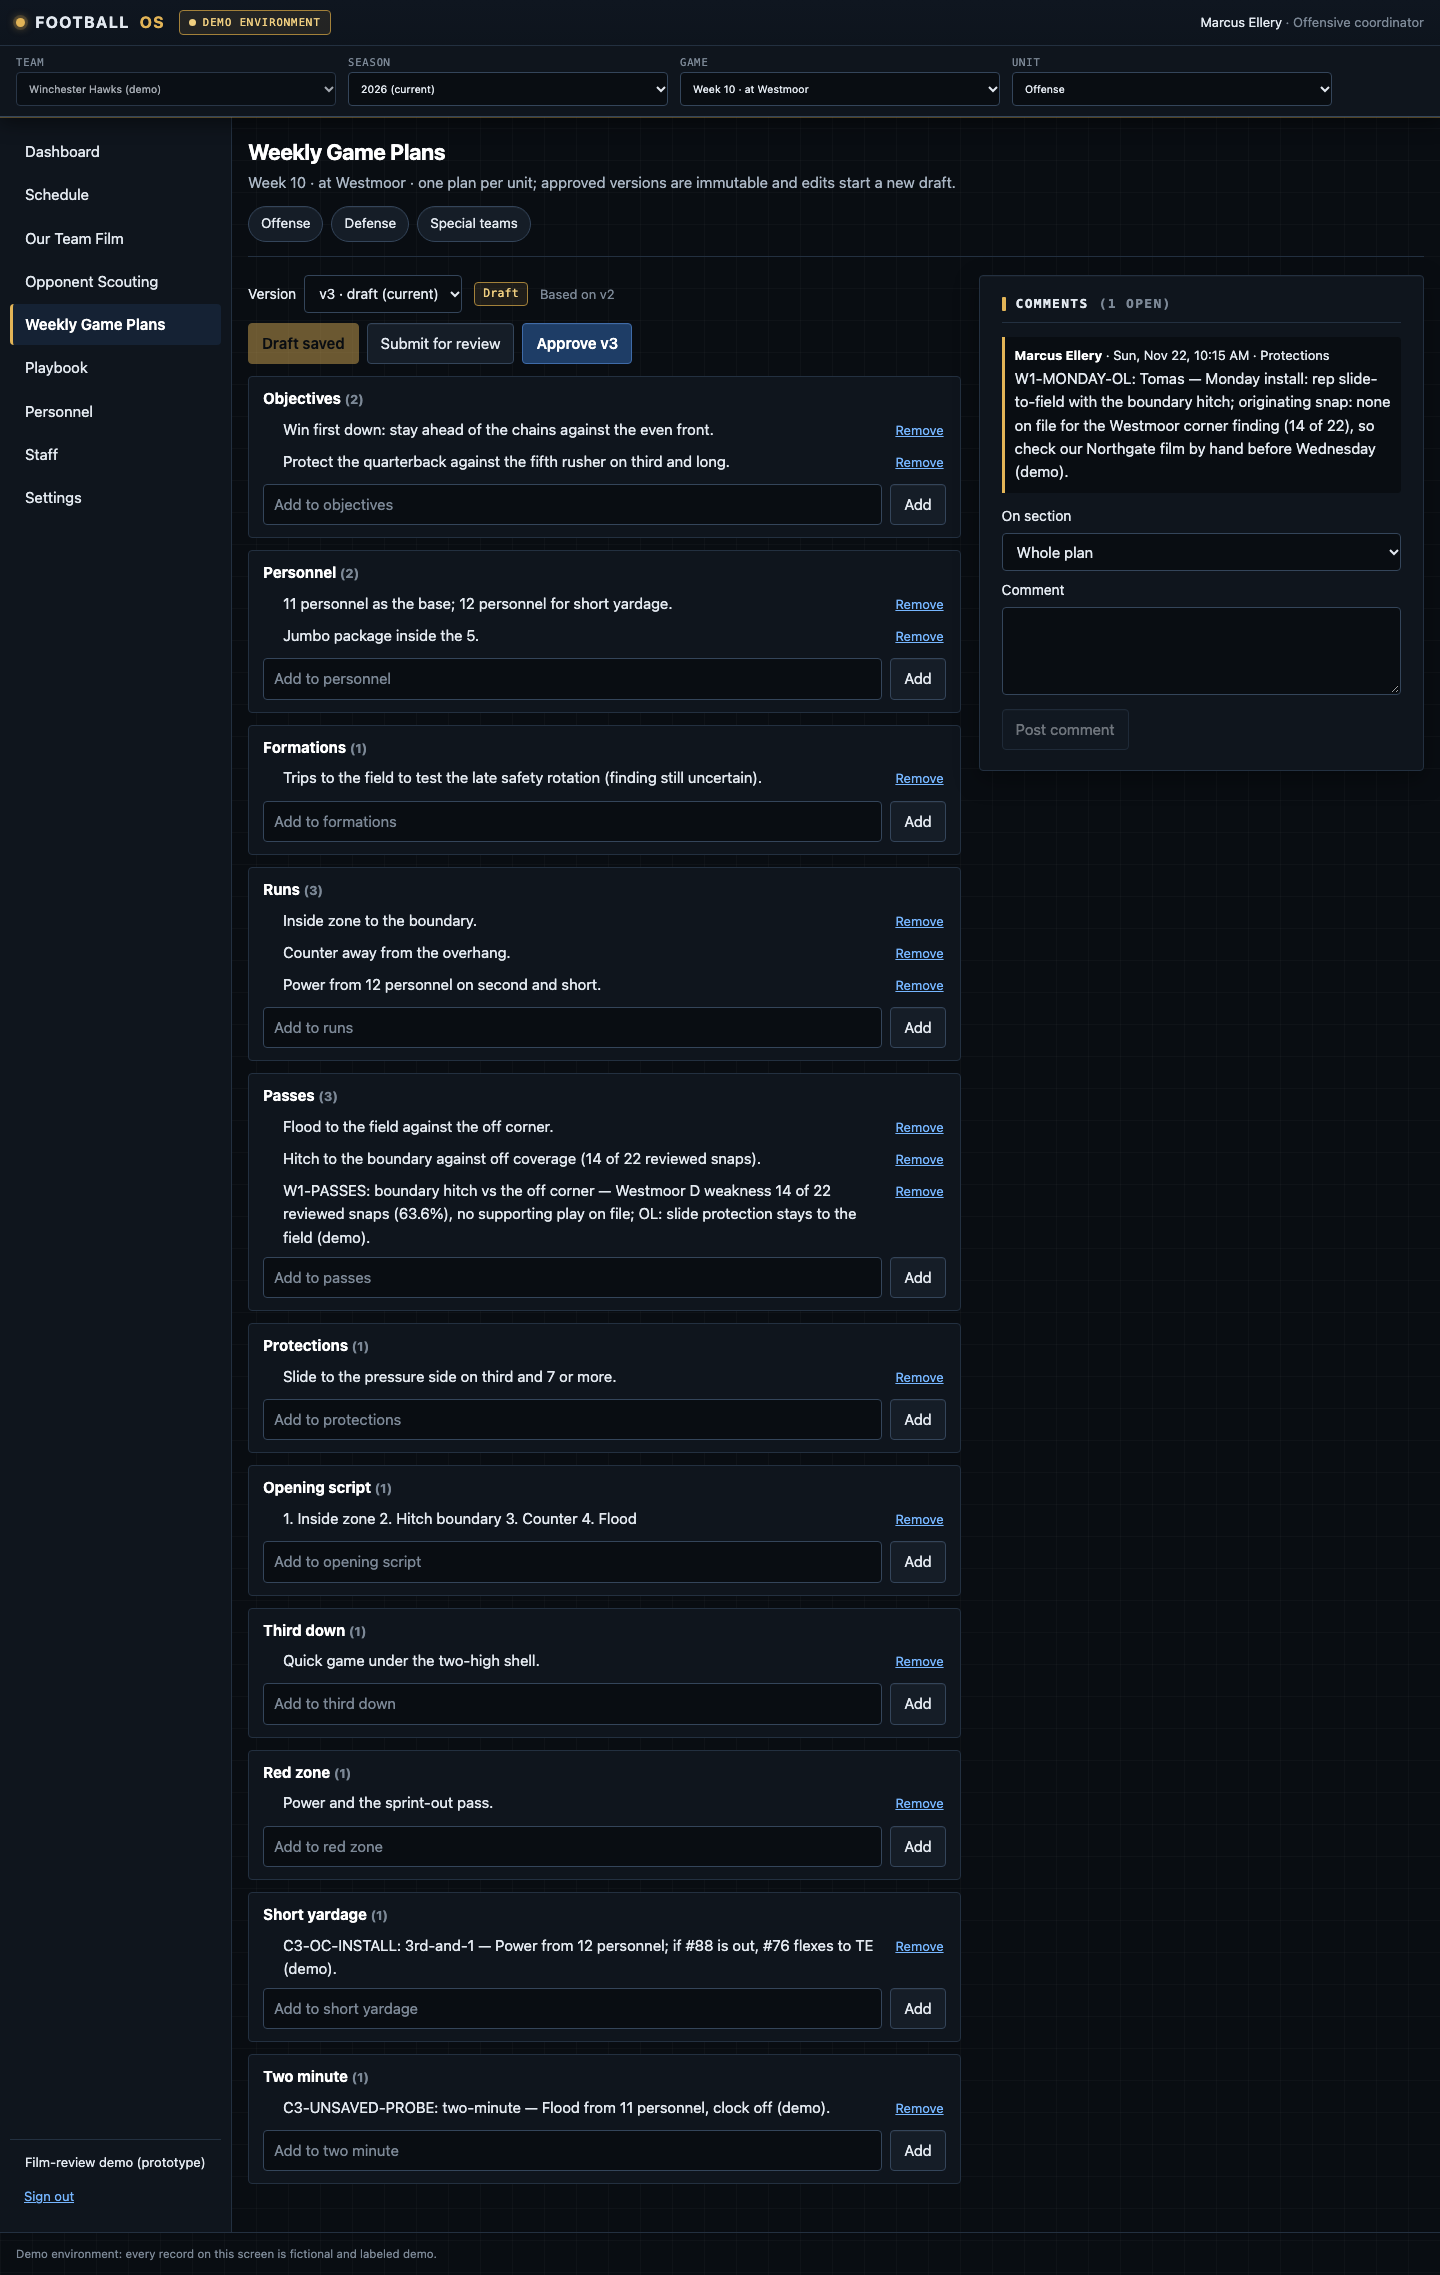 FOOTBALL OS
DEMO ENVIRONMENT
Marcus Ellery · Offensive coordinator
TEAM
Winchester Hawks (demo)
SEASON
2026 (current)
GAME
Week 10 · at Westmoor
UNIT
Offense
Dashboard
Schedule
Our Team Film
Opponent Scouting
Weekly Game Plans
Playbook
Personnel
Staff
Settings
Film-review demo (prototype)
Sign out
Weekly Game Plans
Week 10 · at Westmoor · one plan per unit; approved versions are immutable and edits start a new draft.
Offense
Defense
Special teams
Version
v3 · draft (current)
Draft
Based on v2
Draft saved
Submit for review
Approve v3
Objectives (2)
Win first down: stay ahead of the chains against the even front.
Remove
Protect the quarterback against the fifth rusher on third and long.
Remove
Add to objectives
Add
Personnel (2)
11 personnel as the base; 12 personnel for short yardage.
Remove
Jumbo package inside the 5.
Remove
Add to personnel
Add
Formations (1)
Trips to the field to test the late safety rotation (finding still uncertain).
Remove
Add to formations
Add
Runs (3)
Inside zone to the boundary.
Remove
Counter away from the overhang.
Remove
Power from 12 personnel on second and short.
Remove
Add to runs
Add
Passes (3)
Flood to the field against the off corner.
Remove
Hitch to the boundary against off coverage (14 of 22 reviewed snaps).
Remove
W1-PASSES: boundary hitch vs the off corner — Westmoor D weakness 14 of 22
reviewed snaps (63.6%), no supporting play on file; OL: slide protection stays to the
field (demo).
Remove
Add to passes
Add
Protections (1)
Slide to the pressure side on third and 7 or more.
Remove
Add to protections
Add
Opening script (1)
1. Inside zone 2. Hitch boundary 3. Counter 4. Flood
Remove
Add to opening script
Add
Third down (1)
Quick game under the two-high shell.
Remove
Add to third down
Add
Red zone (1)
Power and the sprint-out pass.
Remove
Add to red zone
Add
Short yardage (1)
C3-OC-INSTALL: 3rd-and-1 — Power from 12 personnel; if #88 is out, #76 flexes to TE
(demo).
Remove
Add to short yardage
Add
Two minute (1)
C3-UNSAVED-PROBE: two-minute — Flood from 11 personnel, clock off (demo).
Remove
Add to two minute
Add
COMMENTS (1 OPEN)
Marcus Ellery · Sun, Nov 22, 10:15 AM · Protections
W1-MONDAY-OL: Tomas — Monday install: rep slide-
to-field with the boundary hitch; originating snap: none
on file for the Westmoor corner finding (14 of 22), so
check our Northgate film by hand before Wednesday
(demo).
On section
Whole plan
Comment
Post comment
Demo environment: every record on this screen is fictional and labeled demo.